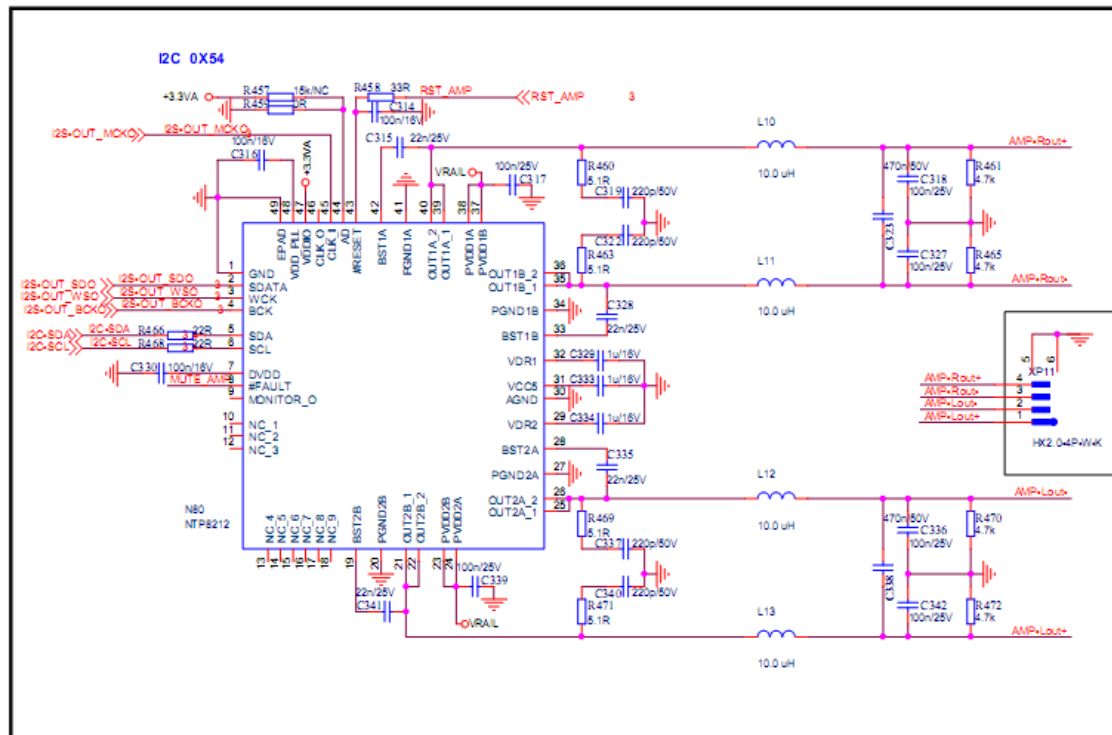 I2C 0X54
+3.3VA
R457
15k/NC
R459
0R
R458
33R
RST_AMP
RST_AMP
3
C314
100n/16V
I2S-OUT_MCKO
I2S-OUT_MCKO
100n/16V
C316
+3.3VA
C315
22n/25V
VRAIL
100n/25V
C317
49
48
47
46
45
44
43
42
41
40
39
38
37
EPAD
VDD_PLL
VDDIO
CLK_O
CLK_I
AD
#RESET
BST1A
PGND1A
OUT1A_2
OUT1A_1
PVDD1A
PVDD1B
1
GND
I2S-OUT_SDO
I2S-OUT_SDO
3
2
SDATA
I2S-OUT_WSO
I2S-OUT_WSO
3
3
WCK
I2S-OUT_BCKO
I2S-OUT_BCKO
3
4
BCK
I2C-SDA
I2C-SDA
R466
22R
3
5
SDA
I2C-SCL
I2C-SCL
R468
22R
3
6
SCL
C330
100n/16V
7
DVDD
MUTE_AMP
8
#FAULT
9
MONITOR_O
10
NC_1
11
NC_2
12
NC_3
N80
NTP8212
NC_4
NC_5
NC_6
NC_7
NC_8
NC_9
BST2B
PGND2B
OUT2B_1
OUT2B_2
PVDD2B
PVDD2A
13
14
15
16
17
18
19
20
21
22
23
24
22n/25V
C341
100n/25V
C339
VRAIL
OUT1B_2
36
OUT1B_1
35
PGND1B
34
BST1B
33
VDR1
32
VCC5
31
AGND
30
VDR2
29
BST2A
28
PGND2A
27
OUT2A_2
26
OUT2A_1
25
C328
22n/25V
C329
1u/16V
C333
1u/16V
C334
1u/16V
C335
22n/25V
R460
5.1R
C319
220p/50V
C322
220p/50V
R463
5.1R
L10
10.0 uH
L11
10.0 uH
470n/50V
C323
C318
100n/25V
C327
100n/25V
R461
4.7k
R465
4.7k
AMP-Rout+
AMP-Rout-
5
6
XP11
AMP-Rout+
4
AMP-Rout-
3
AMP-Lout-
2
AMP-Lout+
1
HX2.0-4P-W-K
R469
5.1R
C337
220p/50V
C340
220p/50V
R471
5.1R
L12
10.0 uH
L13
10.0 uH
470n/50V
C338
C336
100n/25V
C342
100n/25V
R470
4.7k
R472
4.7k
AMP-Lout-
AMP-Lout+